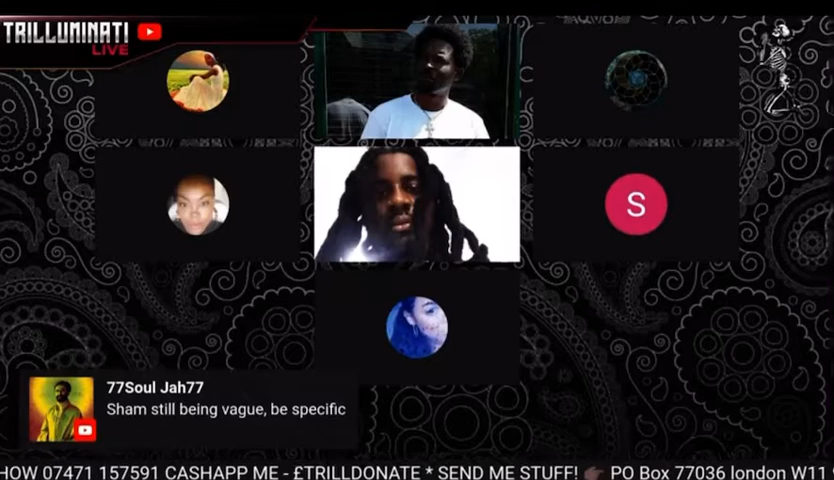 TRILLUMINATI
LIVE
S
77Soul Jah77
Sham still being vague, be specific
HOW 07471 157591 CASHAPP ME - £TRILLDONATE * SEND ME STUFF! PO Box 77036 london W11